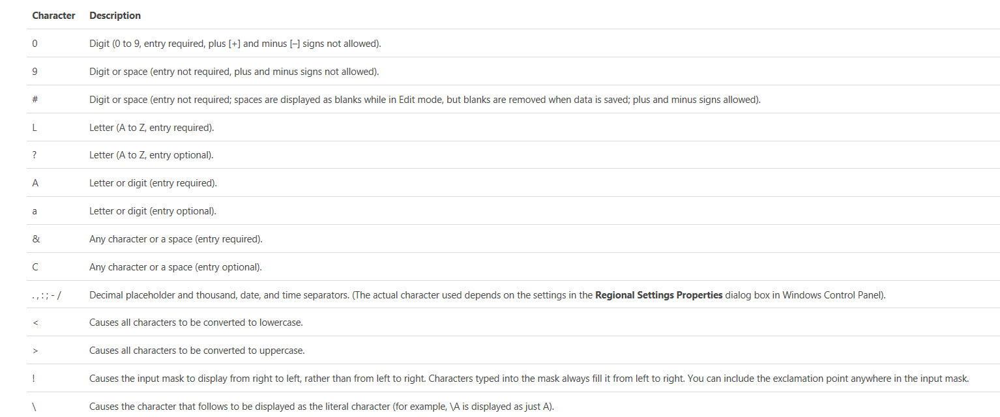 Character Description
0 Digit (0 to 9, entry required, plus [+] and minus [–] signs not allowed).
9 Digit or space (entry not required, plus and minus signs not allowed).
# Digit or space (entry not required; spaces are displayed as blanks while in Edit mode, but blanks are removed when data is saved; plus and minus signs allowed).
L Letter (A to Z, entry required).
? Letter (A to Z, entry optional).
A Letter or digit (entry required).
a Letter or digit (entry optional).
& Any character or a space (entry required).
C Any character or a space (entry optional).
. , : ; - / Decimal placeholder and thousand, date, and time separators. (The actual character used depends on the settings in the Regional Settings Properties dialog box in Windows Control Panel).
< Causes all characters to be converted to lowercase.
> Causes all characters to be converted to uppercase.
! Causes the input mask to display from right to left, rather than from left to right. Characters typed into the mask always fill it from left to right. You can include the exclamation point anywhere in the input mask.
\ Causes the character that follows to be displayed as the literal character (for example, \A is displayed as just A).